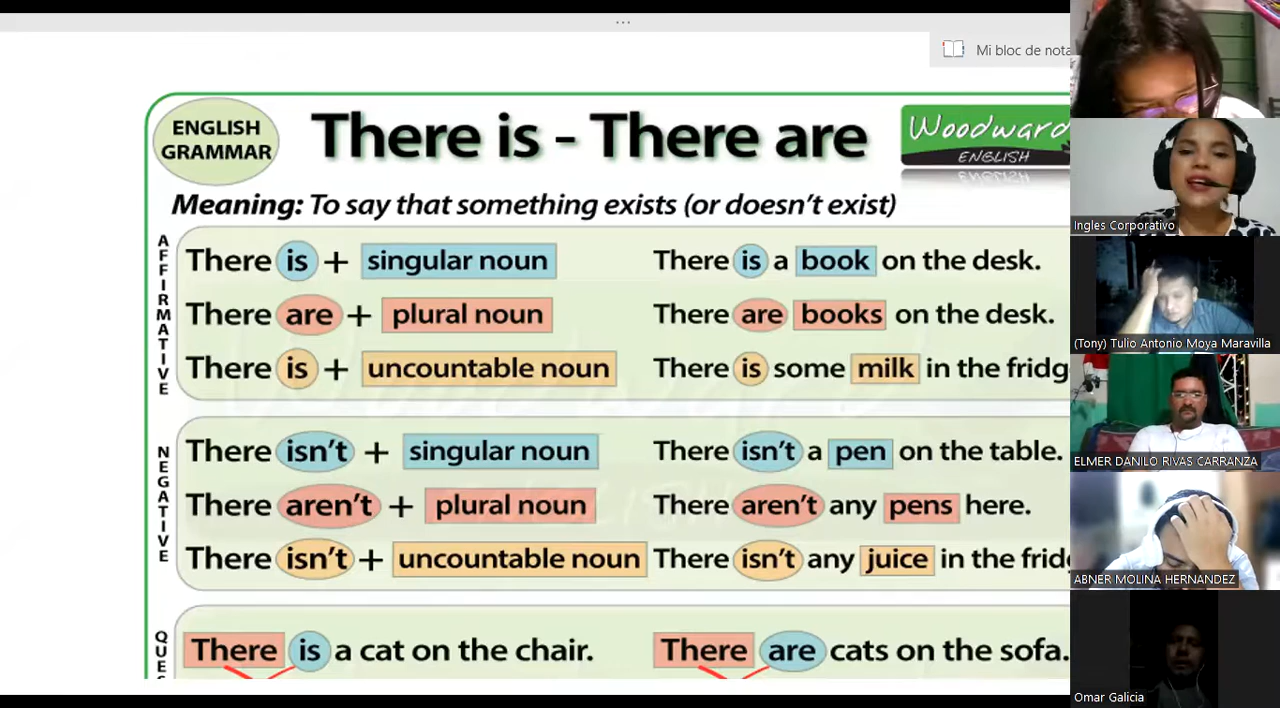 ...
Mi bloc de nota
ENGLISH
GRAMMAR
There is - There are
Woodward
ENGLISH
Meaning: To say that something exists (or doesn't exist)
AFFIRMATIVE
There is + singular noun There is a book on the desk.
There are + plural noun There are books on the desk.
There is + uncountable noun There is some milk in the fridg
NEGATIVE
There isn't + singular noun There isn't a pen on the table.
There aren't + plural noun There aren't any pens here.
There isn't + uncountable noun There isn't any juice in the fridg
QUES
There is a cat on the chair. There are cats on the sofa.
Ingles Corporativo
(Tony) Tulio Antonio Moya Maravilla
ELMER DANILO RIVAS CARRANZA
ABNER MOLINA HERNANDEZ
Omar Galicia